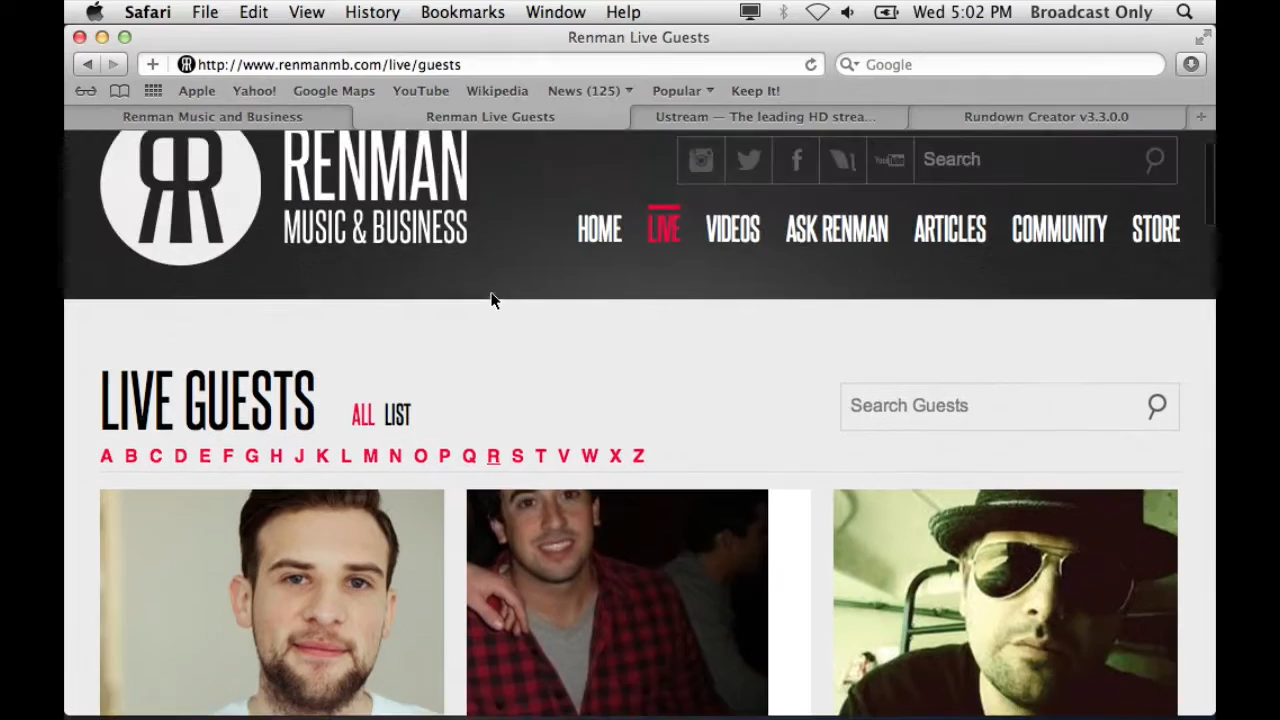 Safari File Edit View History Bookmarks Window Help Wed 5:02 PM Broadcast Only
Renman Live Guests
http://www.renmanmb.com/live/guests Google
Apple Yahoo! Google Maps YouTube Wikipedia News (125) Popular Keep It!
Renman Music and Business Renman Live Guests Ustream — The leading HD strea... Rundown Creator v3.3.0.0
RENMAN
MUSIC & BUSINESS
You Tube Search
HOME LIVE VIDEOS ASK RENMAN ARTICLES COMMUNITY STORE
LIVE GUESTS ALL LIST
Search Guests
A B C D E F G H J K L M N O P Q R S T V W X Z